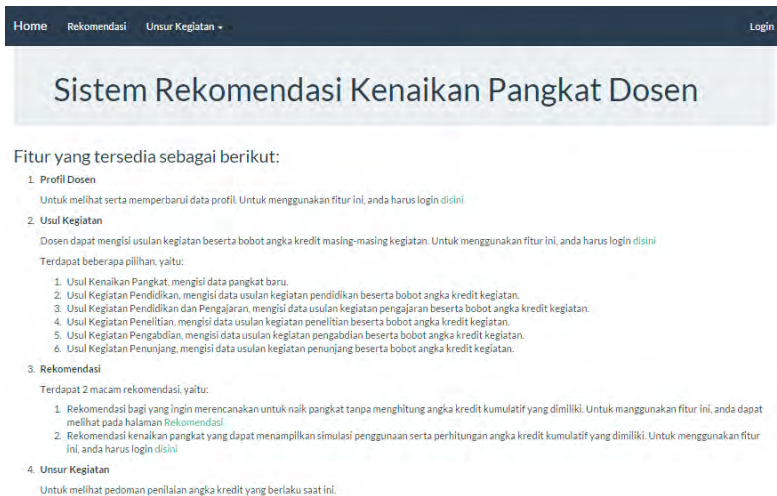 Home Rekomendasi Unsur Kegiatan Login
Sistem Rekomendasi Kenaikan Pangkat Dosen
Fitur yang tersedia sebagai berikut:
1. Profil Dosen
Untuk melihat serta memperbarui data profil. Untuk menggunakan fitur ini, anda harus login disini
2. Usul Kegiatan
Dosen dapat mengisi usulan kegiatan beserta bobot angka kredit masing-masing kegiatan. Untuk menggunakan fitur ini, anda harus login disini
Terdapat beberapa pilihan, yaitu:
1. Usul Kenaikan Pangkat, mengisi data pangkat baru.
2. Usul Kegiatan Pendidikan, mengisi data usulan kegiatan pendidikan beserta bobot angka kredit kegiatan.
3. Usul Kegiatan Pendidikan dan Pengajaran, mengisi data usulan kegiatan pengajaran beserta bobot angka kredit kegiatan.
4. Usul Kegiatan Penelitian, mengisi data usulan kegiatan penelitian beserta bobot angka kredit kegiatan.
5. Usul Kegiatan Pengabdian, mengisi data usulan kegiatan pengabdian beserta bobot angka kredit kegiatan.
6. Usul Kegiatan Penunjang, mengisi data usulan kegiatan penunjang beserta bobot angka kredit kegiatan.
3. Rekomendasi
Terdapat 2 macam rekomendasi, yaitu:
1. Rekomendasi bagi yang ingin merencanakan untuk naik pangkat tanpa menghitung angka kredit kumulatif yang dimiliki. Untuk manggunakan fitur ini, anda dapat
melihat pada halaman Rekomendasi
2. Rekomendasi kenaikan pangkat yang dapat menampilkan simulasi penggunaan serta perhitungan angka kredit kumulatif yang dimiliki. Untuk menggunakan fitur
ini, anda harus login disini
4. Unsur Kegiatan
Untuk melihat pedoman penilaian angka kredit yang berlaku saat ini.